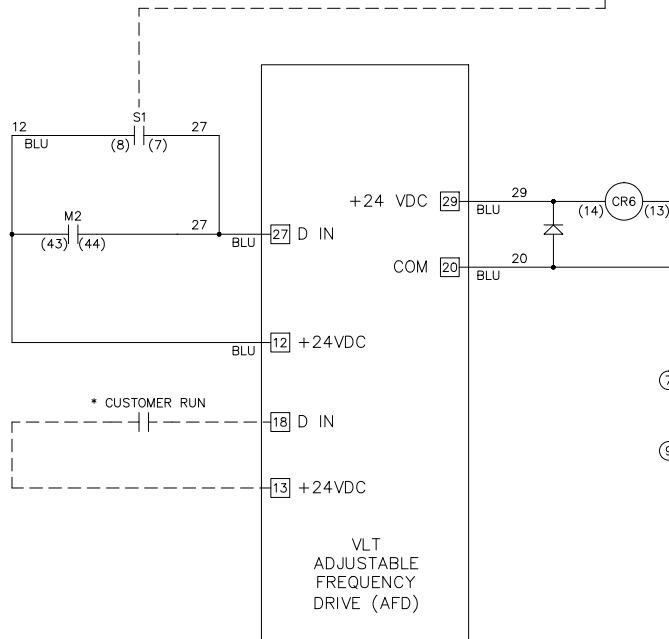 S1
12
27
BLU
(8)
(7)
M2
27
(43)
(44)
BLU
27
D IN
+24 VDC
29
29
BLU
(14)
CR6
(13)
COM
20
20
BLU
BLU
12
+24VDC
* CUSTOMER RUN
18
D IN
13
+24VDC
VLT
ADJUSTABLE
FREQUENCY
DRIVE (AFD)